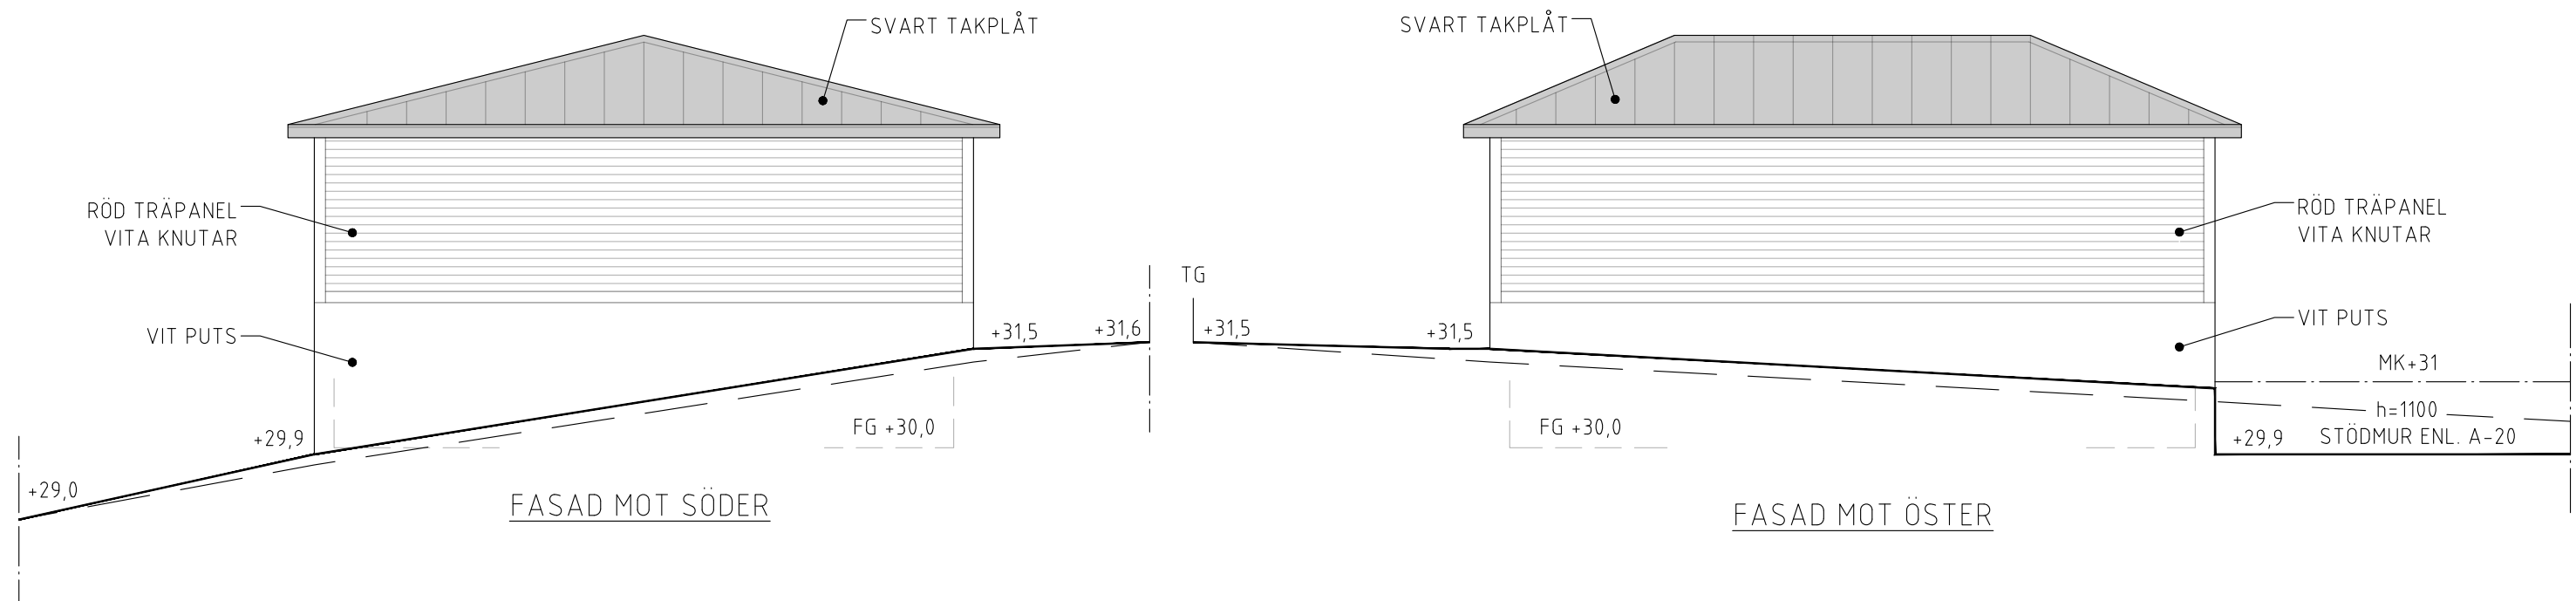 SVART TAKPLÅT
RÖD TRÄPANEL
VITA KNUTAR
VIT PUTS
+31,5
+31,6
+29,9
FG +30,0
+29,0
FASAD MOT SÖDER
SVART TAKPLÅT
RÖD TRÄPANEL
VITA KNUTAR
TG
+31,5
+31,5
VIT PUTS
MK+31
h=1100
FG +30,0
+29,9
STÖDMUR ENL. A-20
FASAD MOT ÖSTER